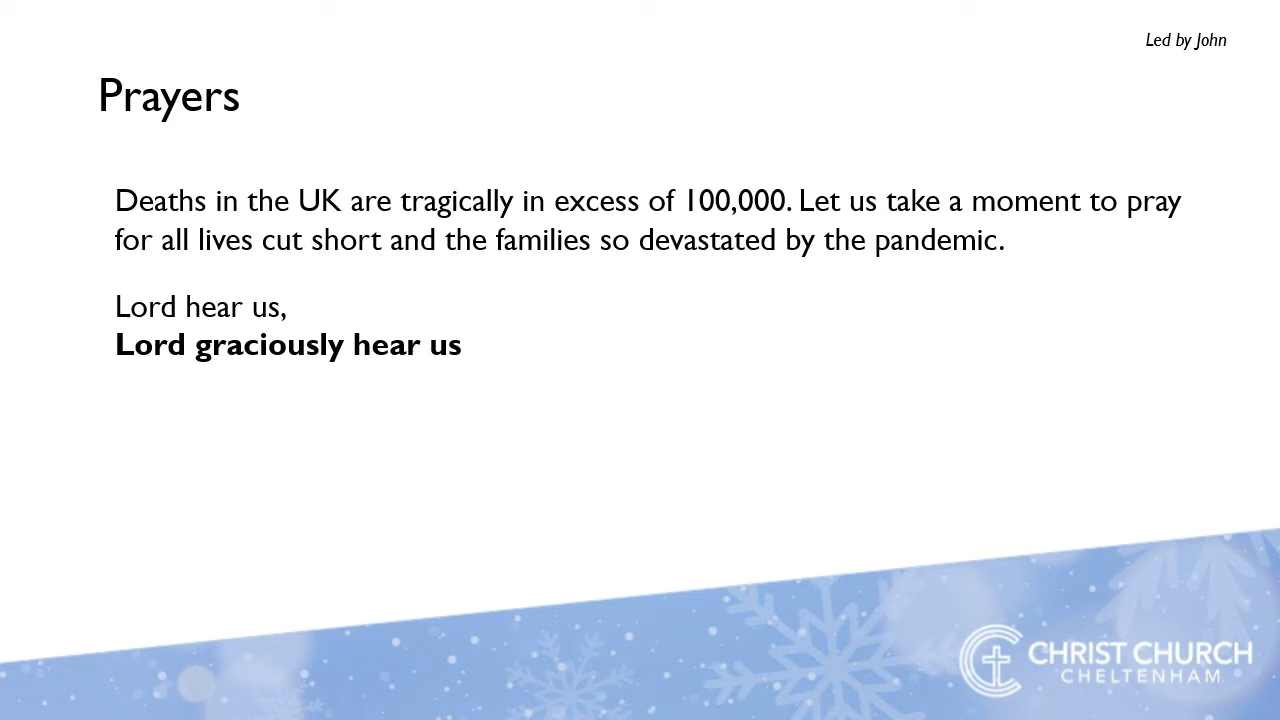 Led by John
Prayers
Deaths in the UK are tragically in excess of 100,000. Let us take a moment to pray
for all lives cut short and the families so devastated by the pandemic.
Lord hear us,
Lord graciously hear us
CHRIST CHURCH
CHELTENHAM